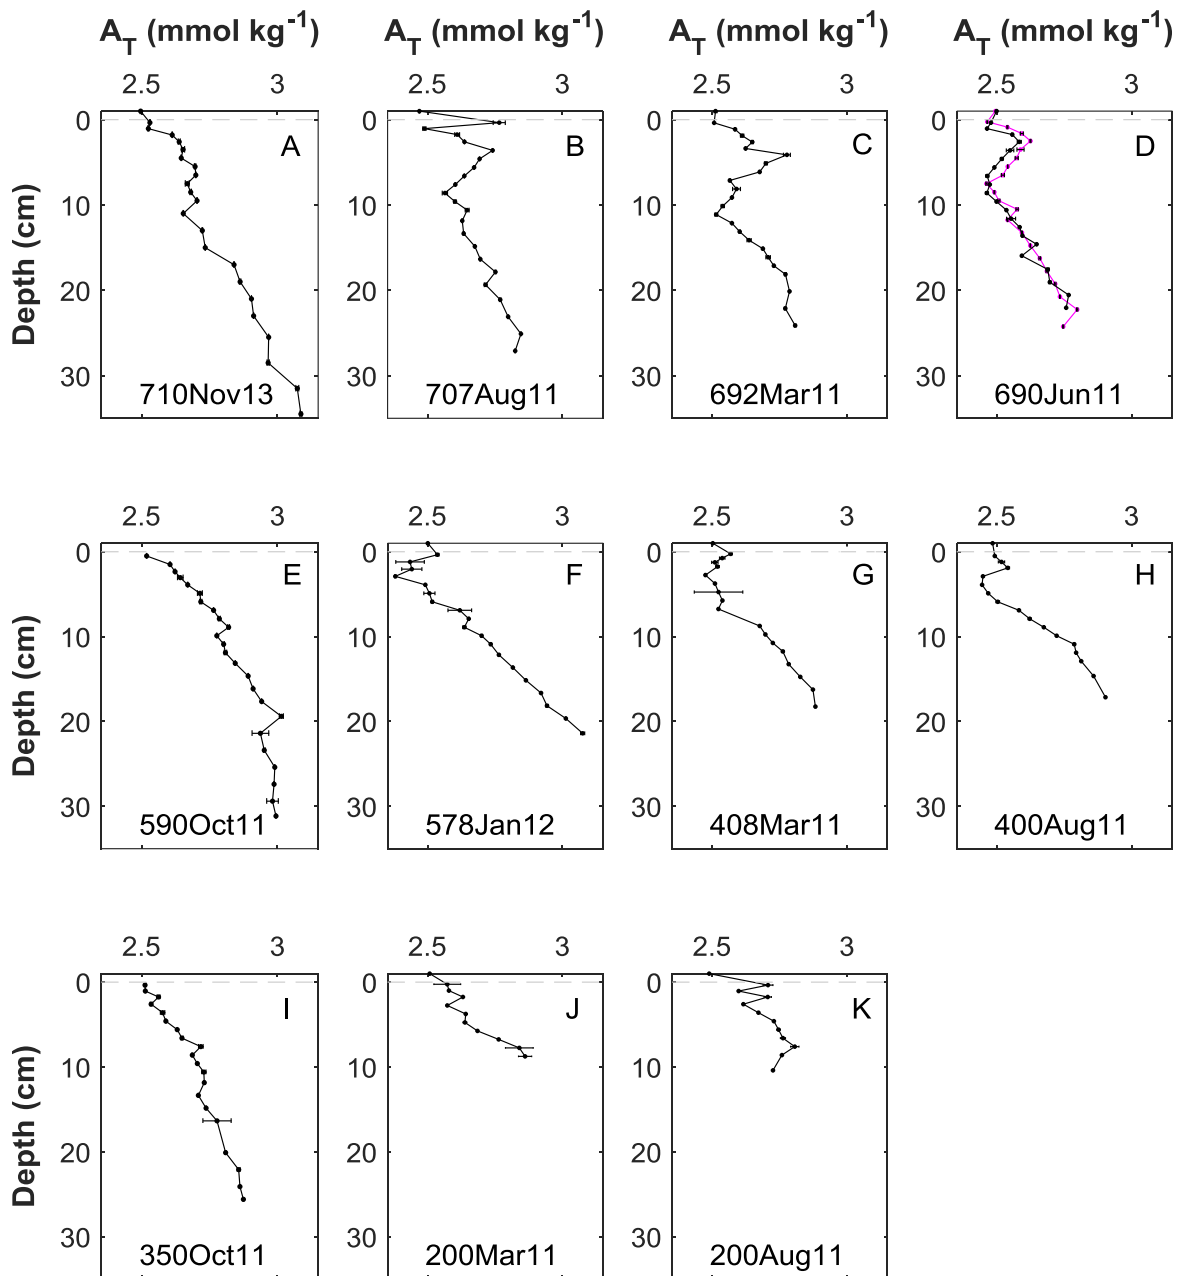 A_T (mmol kg^-1) A_T (mmol kg^-1) A_T (mmol kg^-1) A_T (mmol kg^-1)
2.5 3 2.5 3 2.5 3 2.5 3
0
A B C D
Depth (cm)
10
20
30
710Nov13 707Aug11 692Mar11 690Jun11
2.5 3 2.5 3 2.5 3 2.5 3
0
E F G H
Depth (cm)
10
20
30
590Oct11 578Jan12 408Mar11 400Aug11
2.5 3 2.5 3 2.5 3
0
I J K
Depth (cm)
10
20
30
350Oct11 200Mar11 200Aug11